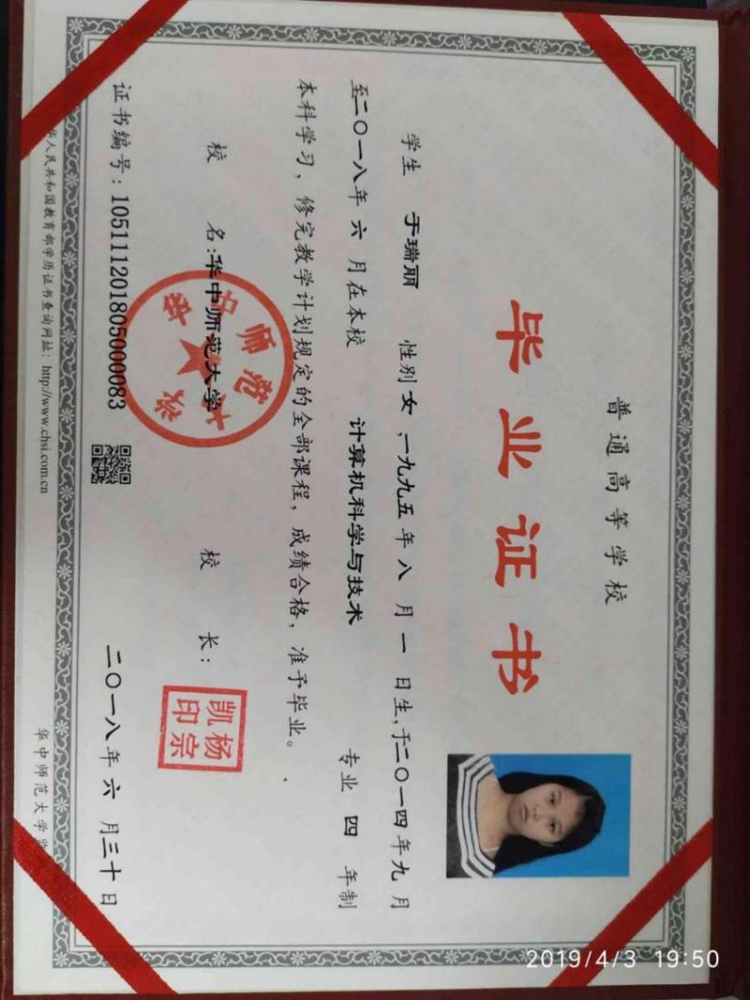 普通高等学校
毕业证书
学生 于瑞丽 性别 女 ,一九九五 年 八 月 一 日生,于二〇一四 年 九 月
至二〇一八年 六 月在本校 计算机科学与技术 专业 四 年制
本科学习，修完教学计划规定的全部课程，成绩合格，准予毕业。
校 名:华中师范大学 校 长：
华中师范大学
杨宗凯印
证书编号：105111201805000083 二〇一八年 六 月三十日
华人民共和国教育部学历证书查询网址：http://www.chsi.com.cn 华中师范大学监
2019/4/3 19:50